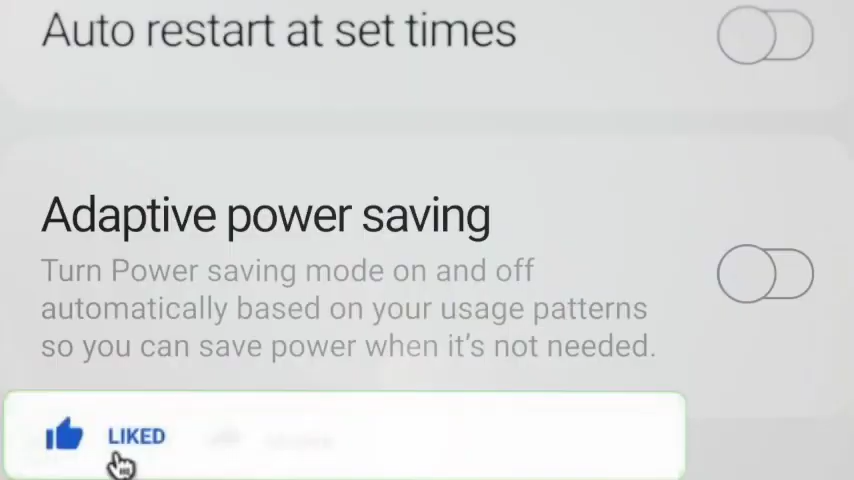 Auto restart at set times
Adaptive power saving
Turn Power saving mode on and off
automatically based on your usage patterns
so you can save power when it's not needed.
LIKED